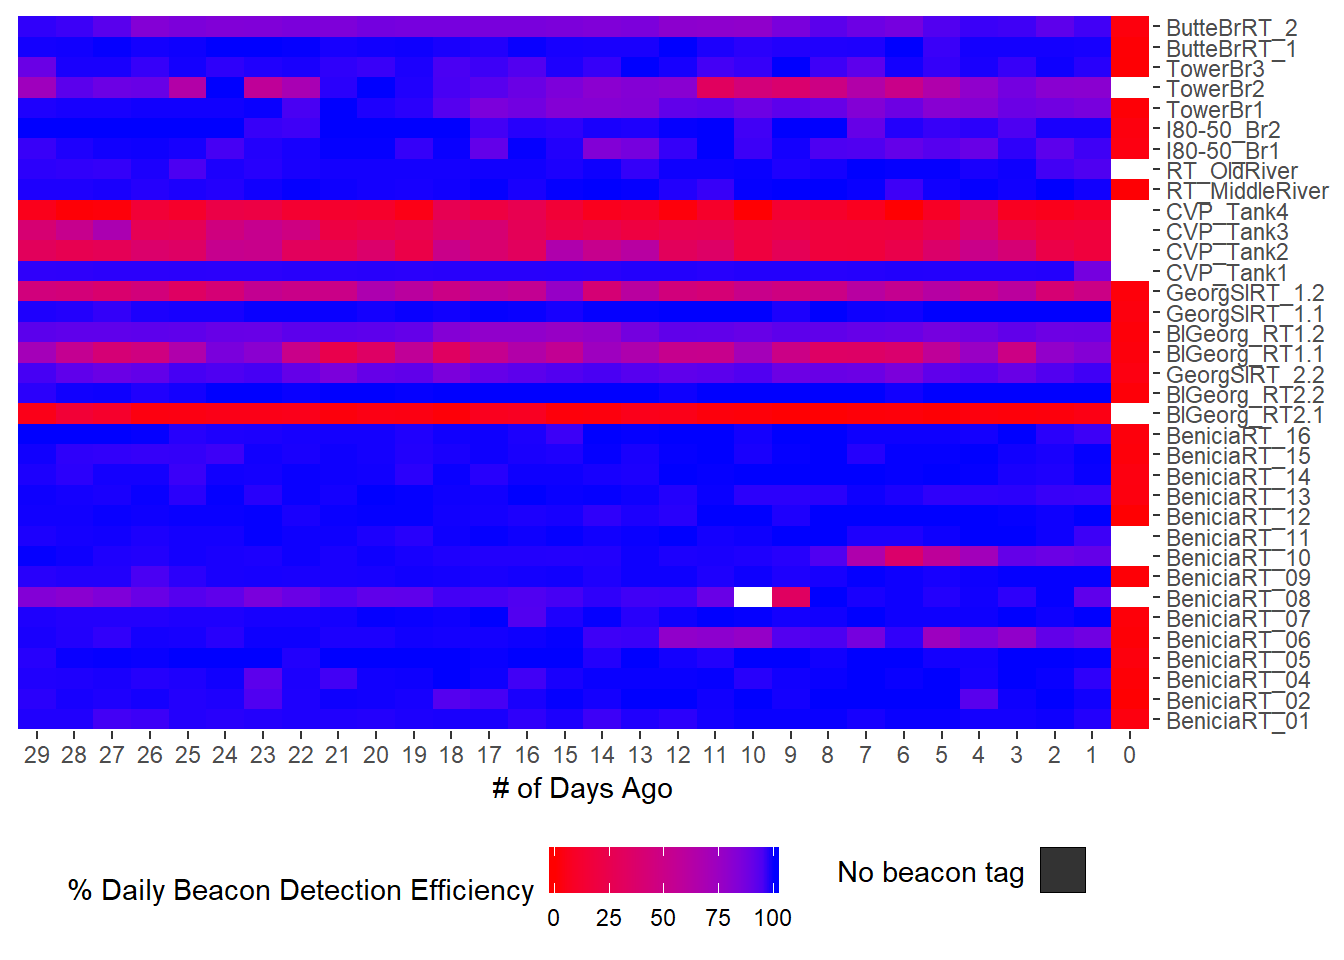 ButteBrRT_2
ButteBrRT_1
TowerBr3
TowerBr2
TowerBr1
I80-50_Br2
I80-50_Br1
RT_OldRiver
RT_MiddleRiver
CVP_Tank4
CVP_Tank3
CVP_Tank2
CVP_Tank1
GeorgSlRT_1.2
GeorgSlRT_1.1
BlGeorg_RT1.2
BlGeorg_RT1.1
GeorgSlRT_2.2
BlGeorg_RT2.2
BlGeorg_RT2.1
BeniciaRT_16
BeniciaRT_15
BeniciaRT_14
BeniciaRT_13
BeniciaRT_12
BeniciaRT_11
BeniciaRT_10
BeniciaRT_09
BeniciaRT_08
BeniciaRT_07
BeniciaRT_06
BeniciaRT_05
BeniciaRT_04
BeniciaRT_02
BeniciaRT_01
29 28 27 26 25 24 23 22 21 20 19 18 17 16 15 14 13 12 11 10 9 8 7 6 5 4 3 2 1 0
# of Days Ago
% Daily Beacon Detection Efficiency
0 25 50 75 100
No beacon tag